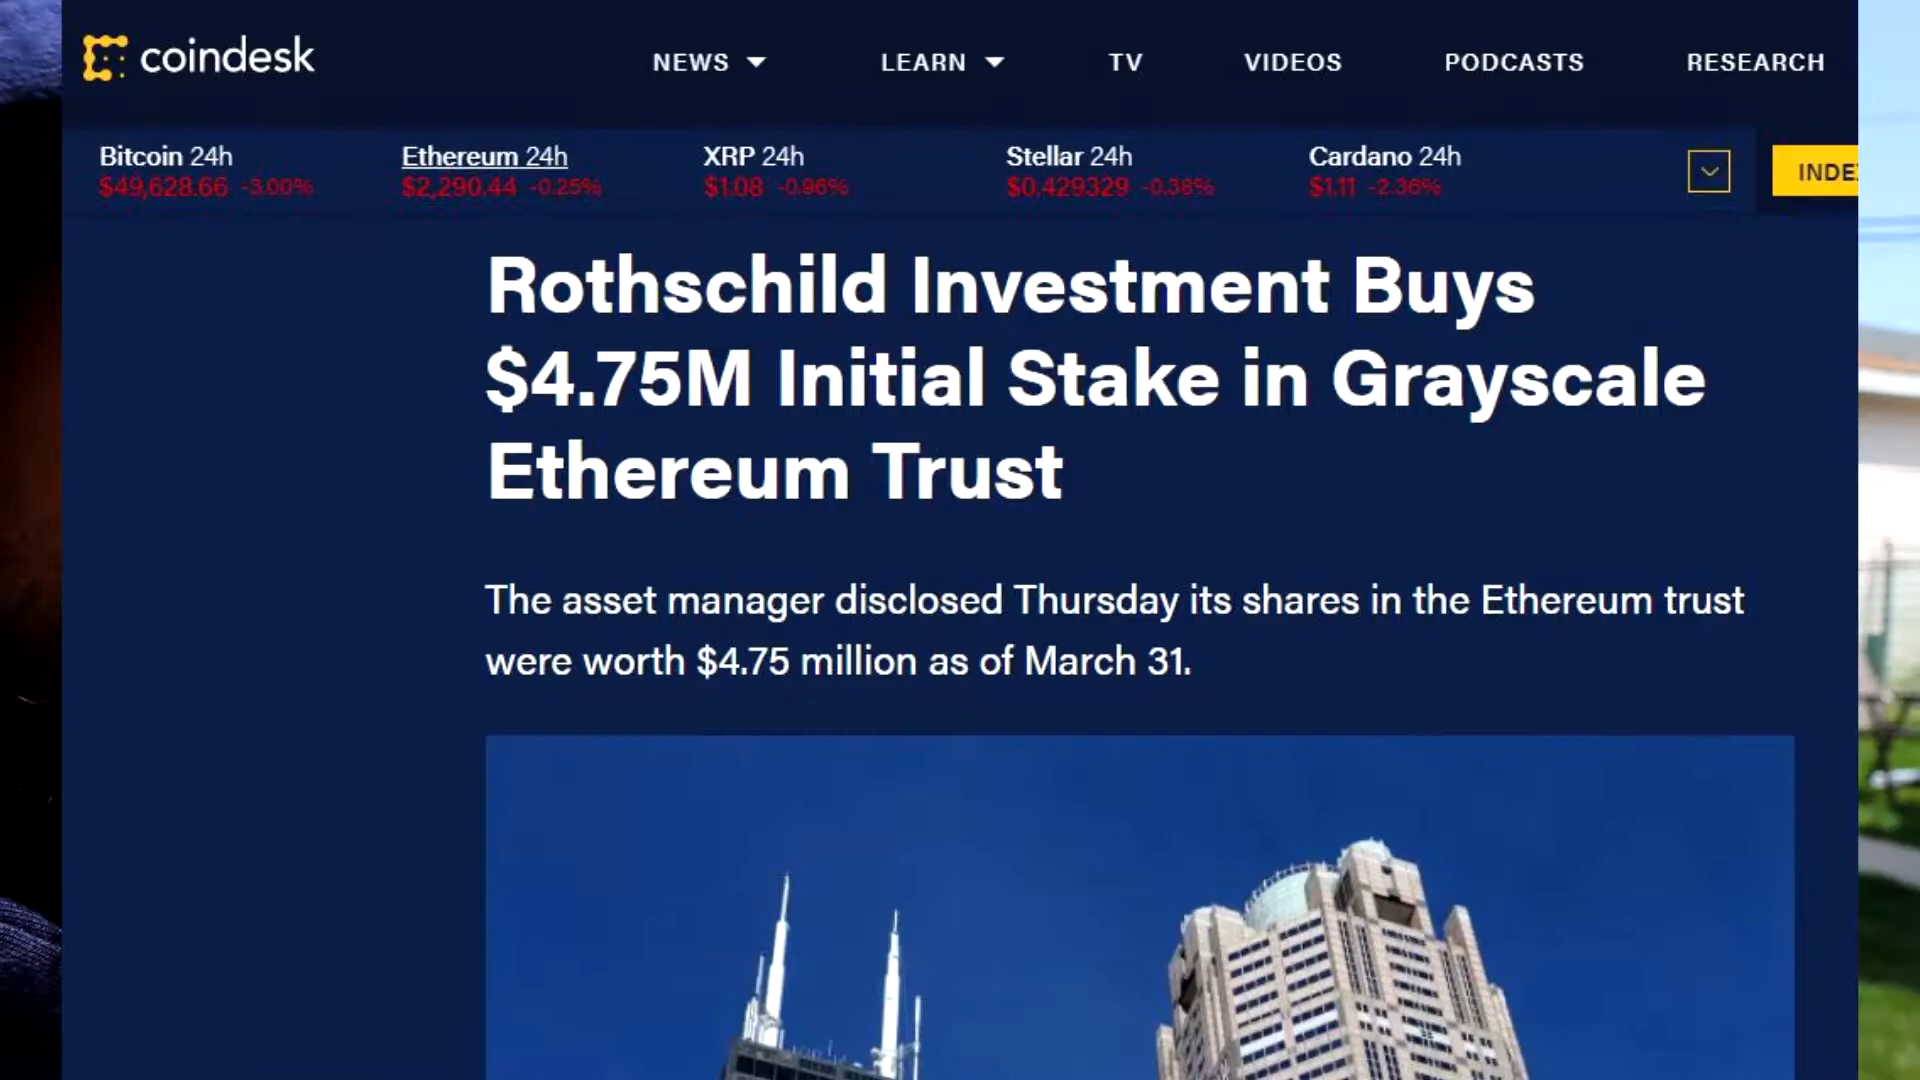 coindesk
NEWS LEARN TV VIDEOS PODCASTS RESEARCH
Bitcoin 24h Ethereum 24h XRP 24h Stellar 24h Cardano 24h
$49,628.66 -3.00% $2,290.44 -0.25% $1.08 -0.96% $0.429329 -0.38% $1.11 -2.36%
INDE
Rothschild Investment Buys
$4.75M Initial Stake in Grayscale
Ethereum Trust
The asset manager disclosed Thursday its shares in the Ethereum trust
were worth $4.75 million as of March 31.